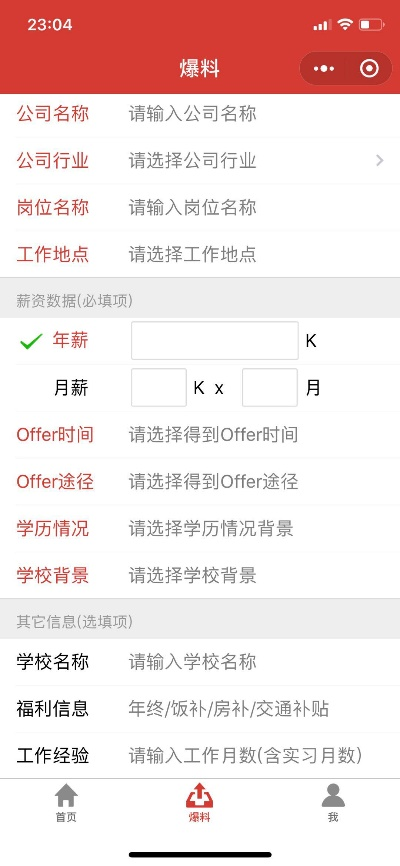 23:04
爆料
公司名称 请输入公司名称
公司行业 请选择公司行业
岗位名称 请输入岗位名称
工作地点 请选择工作地点
薪资数据(必填项)
年薪 K
月薪 K x 月
Offer时间 请选择得到Offer时间
Offer途径 请选择得到Offer途径
学历情况 请选择学历情况背景
学校背景 请选择学校背景
其它信息(选填项)
学校名称 请输入学校名称
福利信息 年终/饭补/房补/交通补贴
工作经验 请输入工作月数(含实习月数)
首页 爆料 我